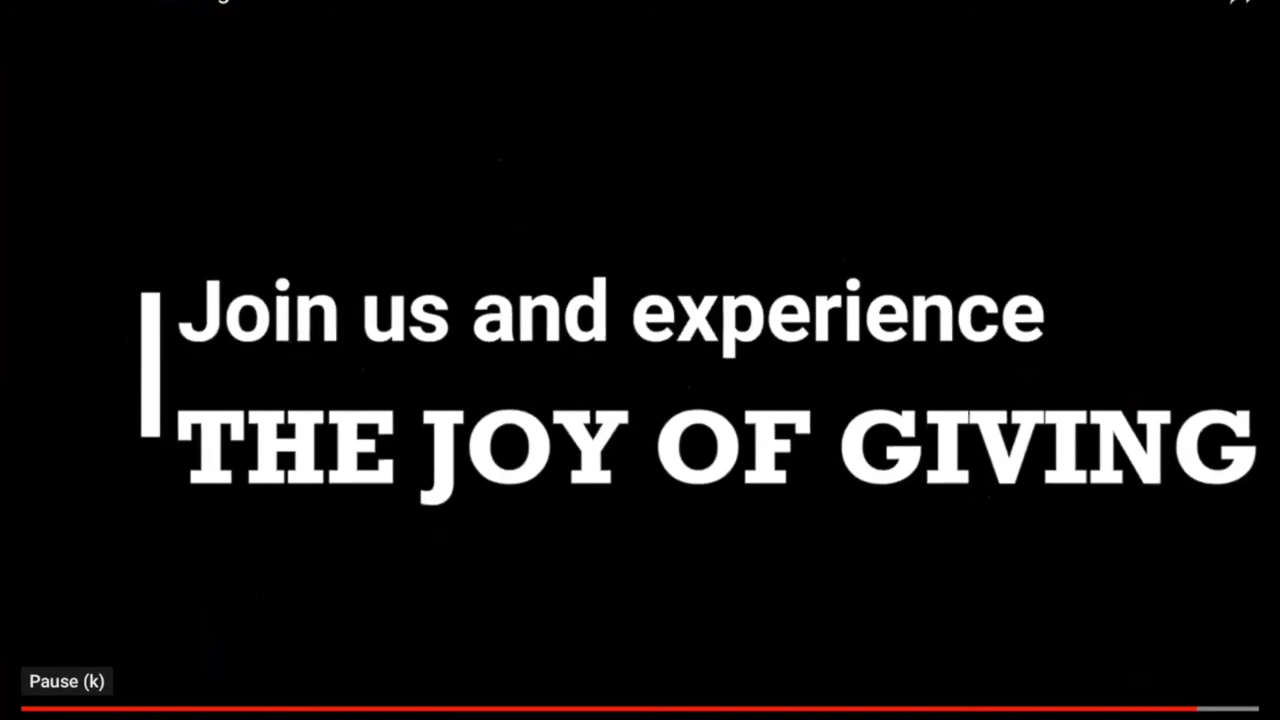 Join us and experience
THE JOY OF GIVING
Pause (k)